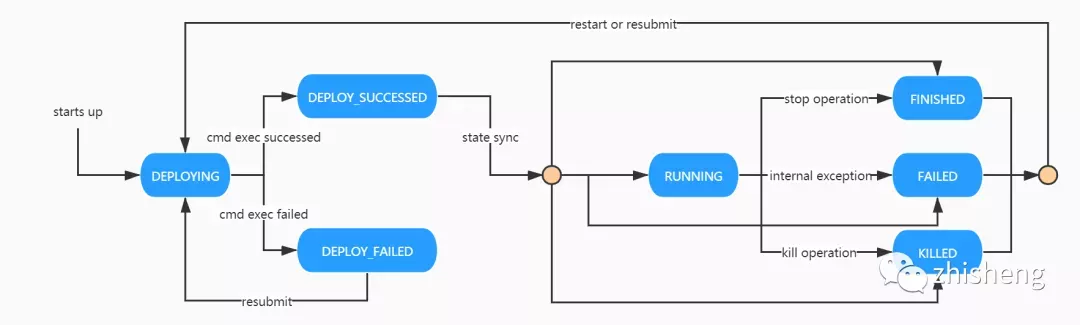 restart or resubmit
starts up
DEPLOY_SUCCESSED
stop operation
FINISHED
cmd exec successed
state sync
DEPLOYING
RUNNING
internal exception
FAILED
cmd exec failed
DEPLOY_FAILED
kill operation
KILLED
zhisheng
resubmit